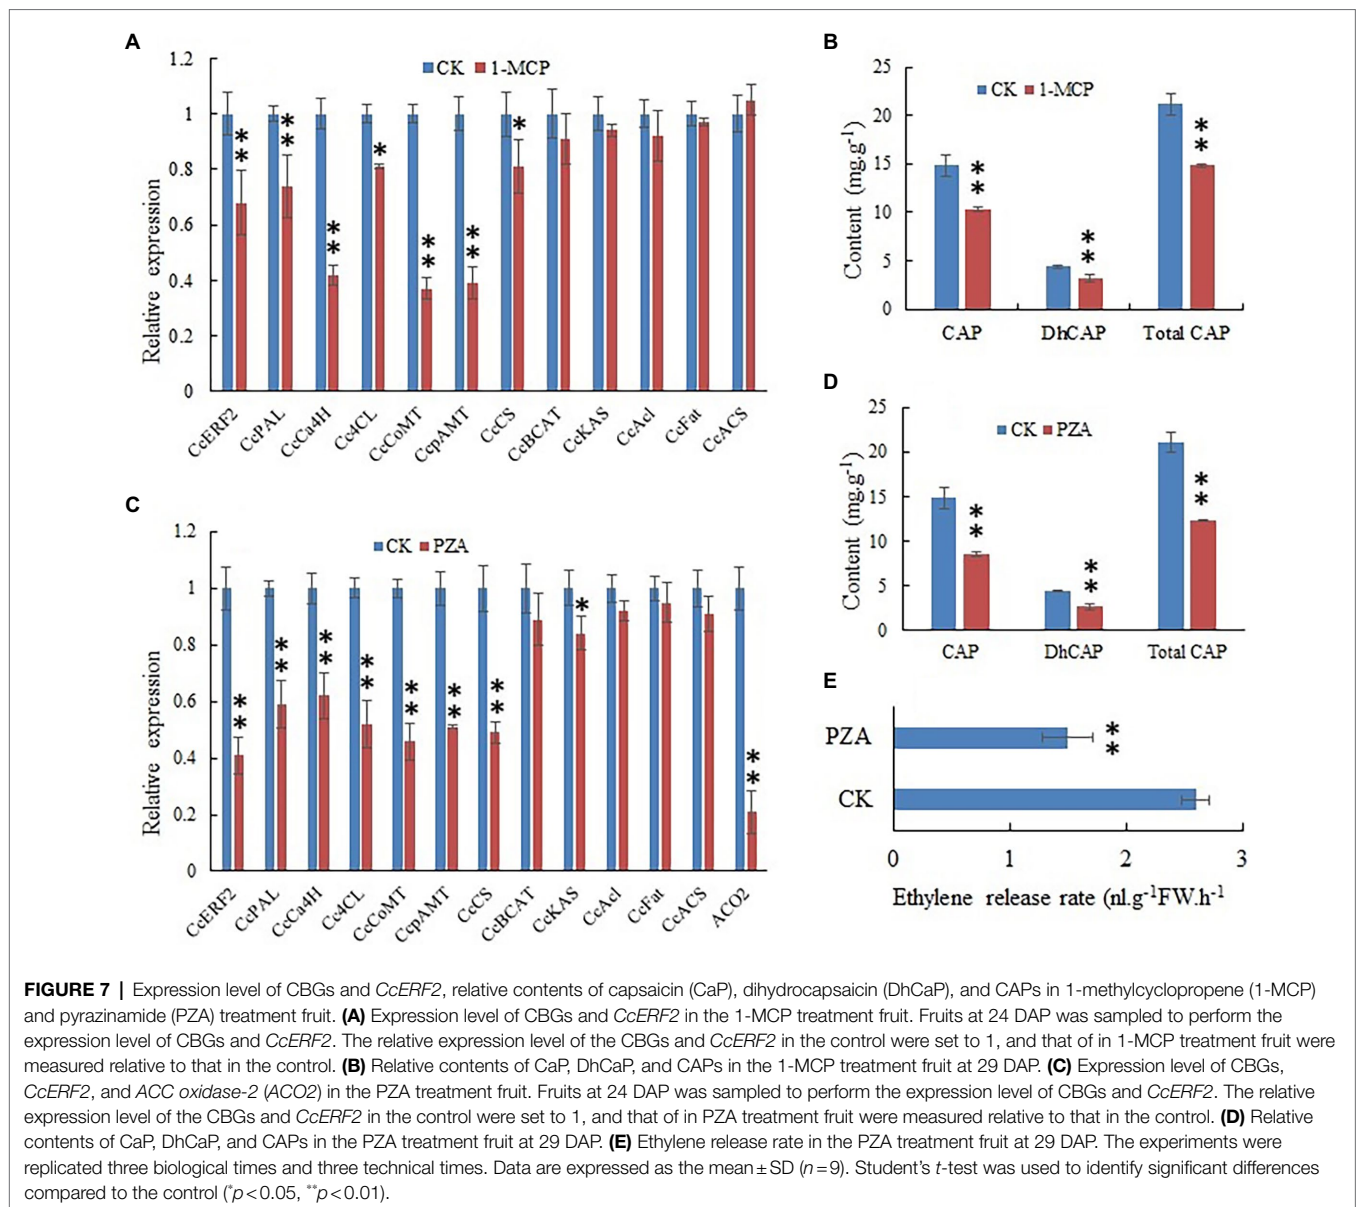 A
1.2
1
0.8
0.6
0.4
0.2
0
Relative expression
CK 1-MCP
** ** ** * ** ** *
CcERF2 CcPAL CcCa4H Cc4CL CcCoMT CcpAMT CcCS CcBCAT CcKAS CcAcl CcFat CcACS
B
25
20
15
10
5
0
Content (mg.g-1)
CK 1-MCP
** ** **
CAP DhCAP Total CAP
C
1.2
1
0.8
0.6
0.4
0.2
0
Relative expression
CK PZA
** ** ** ** ** ** ** * **
CcERF2 CcPAL CcCa4H Cc4CL CcCoMT CcpAMT CcCS CcBCAT CcKAS CcAcl CcFat CcACS ACO2
D
25
20
15
10
5
0
Content (mg.g-1)
CK PZA
** ** **
CAP DhCAP Total CAP
E
PZA **
CK
0 1 2 3
Ethylene release rate (nl.g-1FW.h-1
FIGURE 7 | Expression level of CBGs and CcERF2, relative contents of capsaicin (CaP), dihydrocapsaicin (DhCaP), and CAPs in 1-methylcyclopropene (1-MCP)
and pyrazinamide (PZA) treatment fruit. (A) Expression level of CBGs and CcERF2 in the 1-MCP treatment fruit. Fruits at 24 DAP was sampled to perform the
expression level of CBGs and CcERF2. The relative expression level of the CBGs and CcERF2 in the control were set to 1, and that of in 1-MCP treatment fruit were
measured relative to that in the control. (B) Relative contents of CaP, DhCaP, and CAPs in the 1-MCP treatment fruit at 29 DAP. (C) Expression level of CBGs,
CcERF2, and ACC oxidase-2 (ACO2) in the PZA treatment fruit. Fruits at 24 DAP was sampled to perform the expression level of CBGs and CcERF2. The relative
expression level of the CBGs and CcERF2 in the control were set to 1, and that of in PZA treatment fruit were measured relative to that in the control. (D) Relative
contents of CaP, DhCaP, and CAPs in the PZA treatment fruit at 29 DAP. (E) Ethylene release rate in the PZA treatment fruit at 29 DAP. The experiments were
replicated three biological times and three technical times. Data are expressed as the mean±SD (n=9). Student's t-test was used to identify significant differences
compared to the control (*p<0.05, **p<0.01).